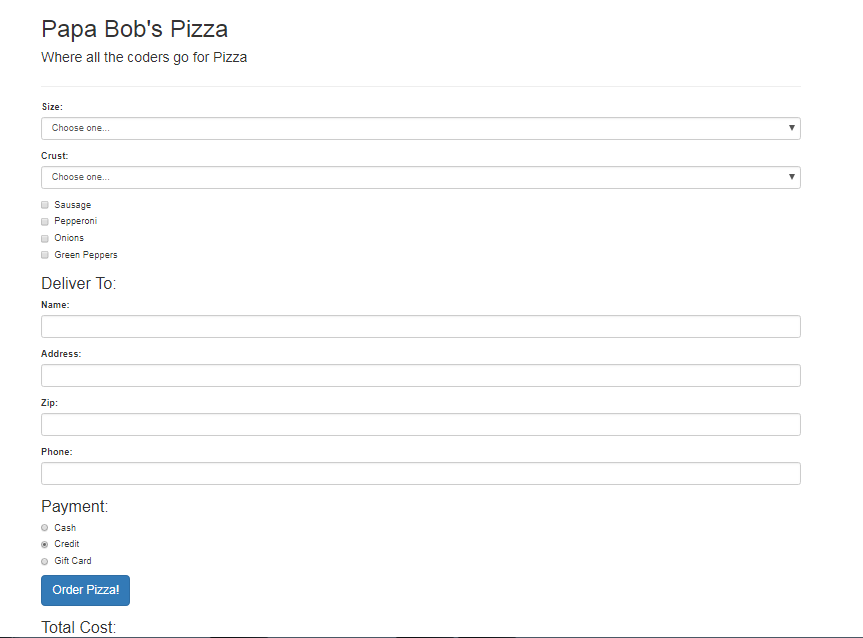 Papa Bob's Pizza
Where all the coders go for Pizza
Size:
Choose one...
Crust:
Choose one...
Sausage
Pepperoni
Onions
Green Peppers
Deliver To:
Name:
Address:
Zip:
Phone:
Payment:
Cash
Credit
Gift Card
Order Pizza!
Total Cost: